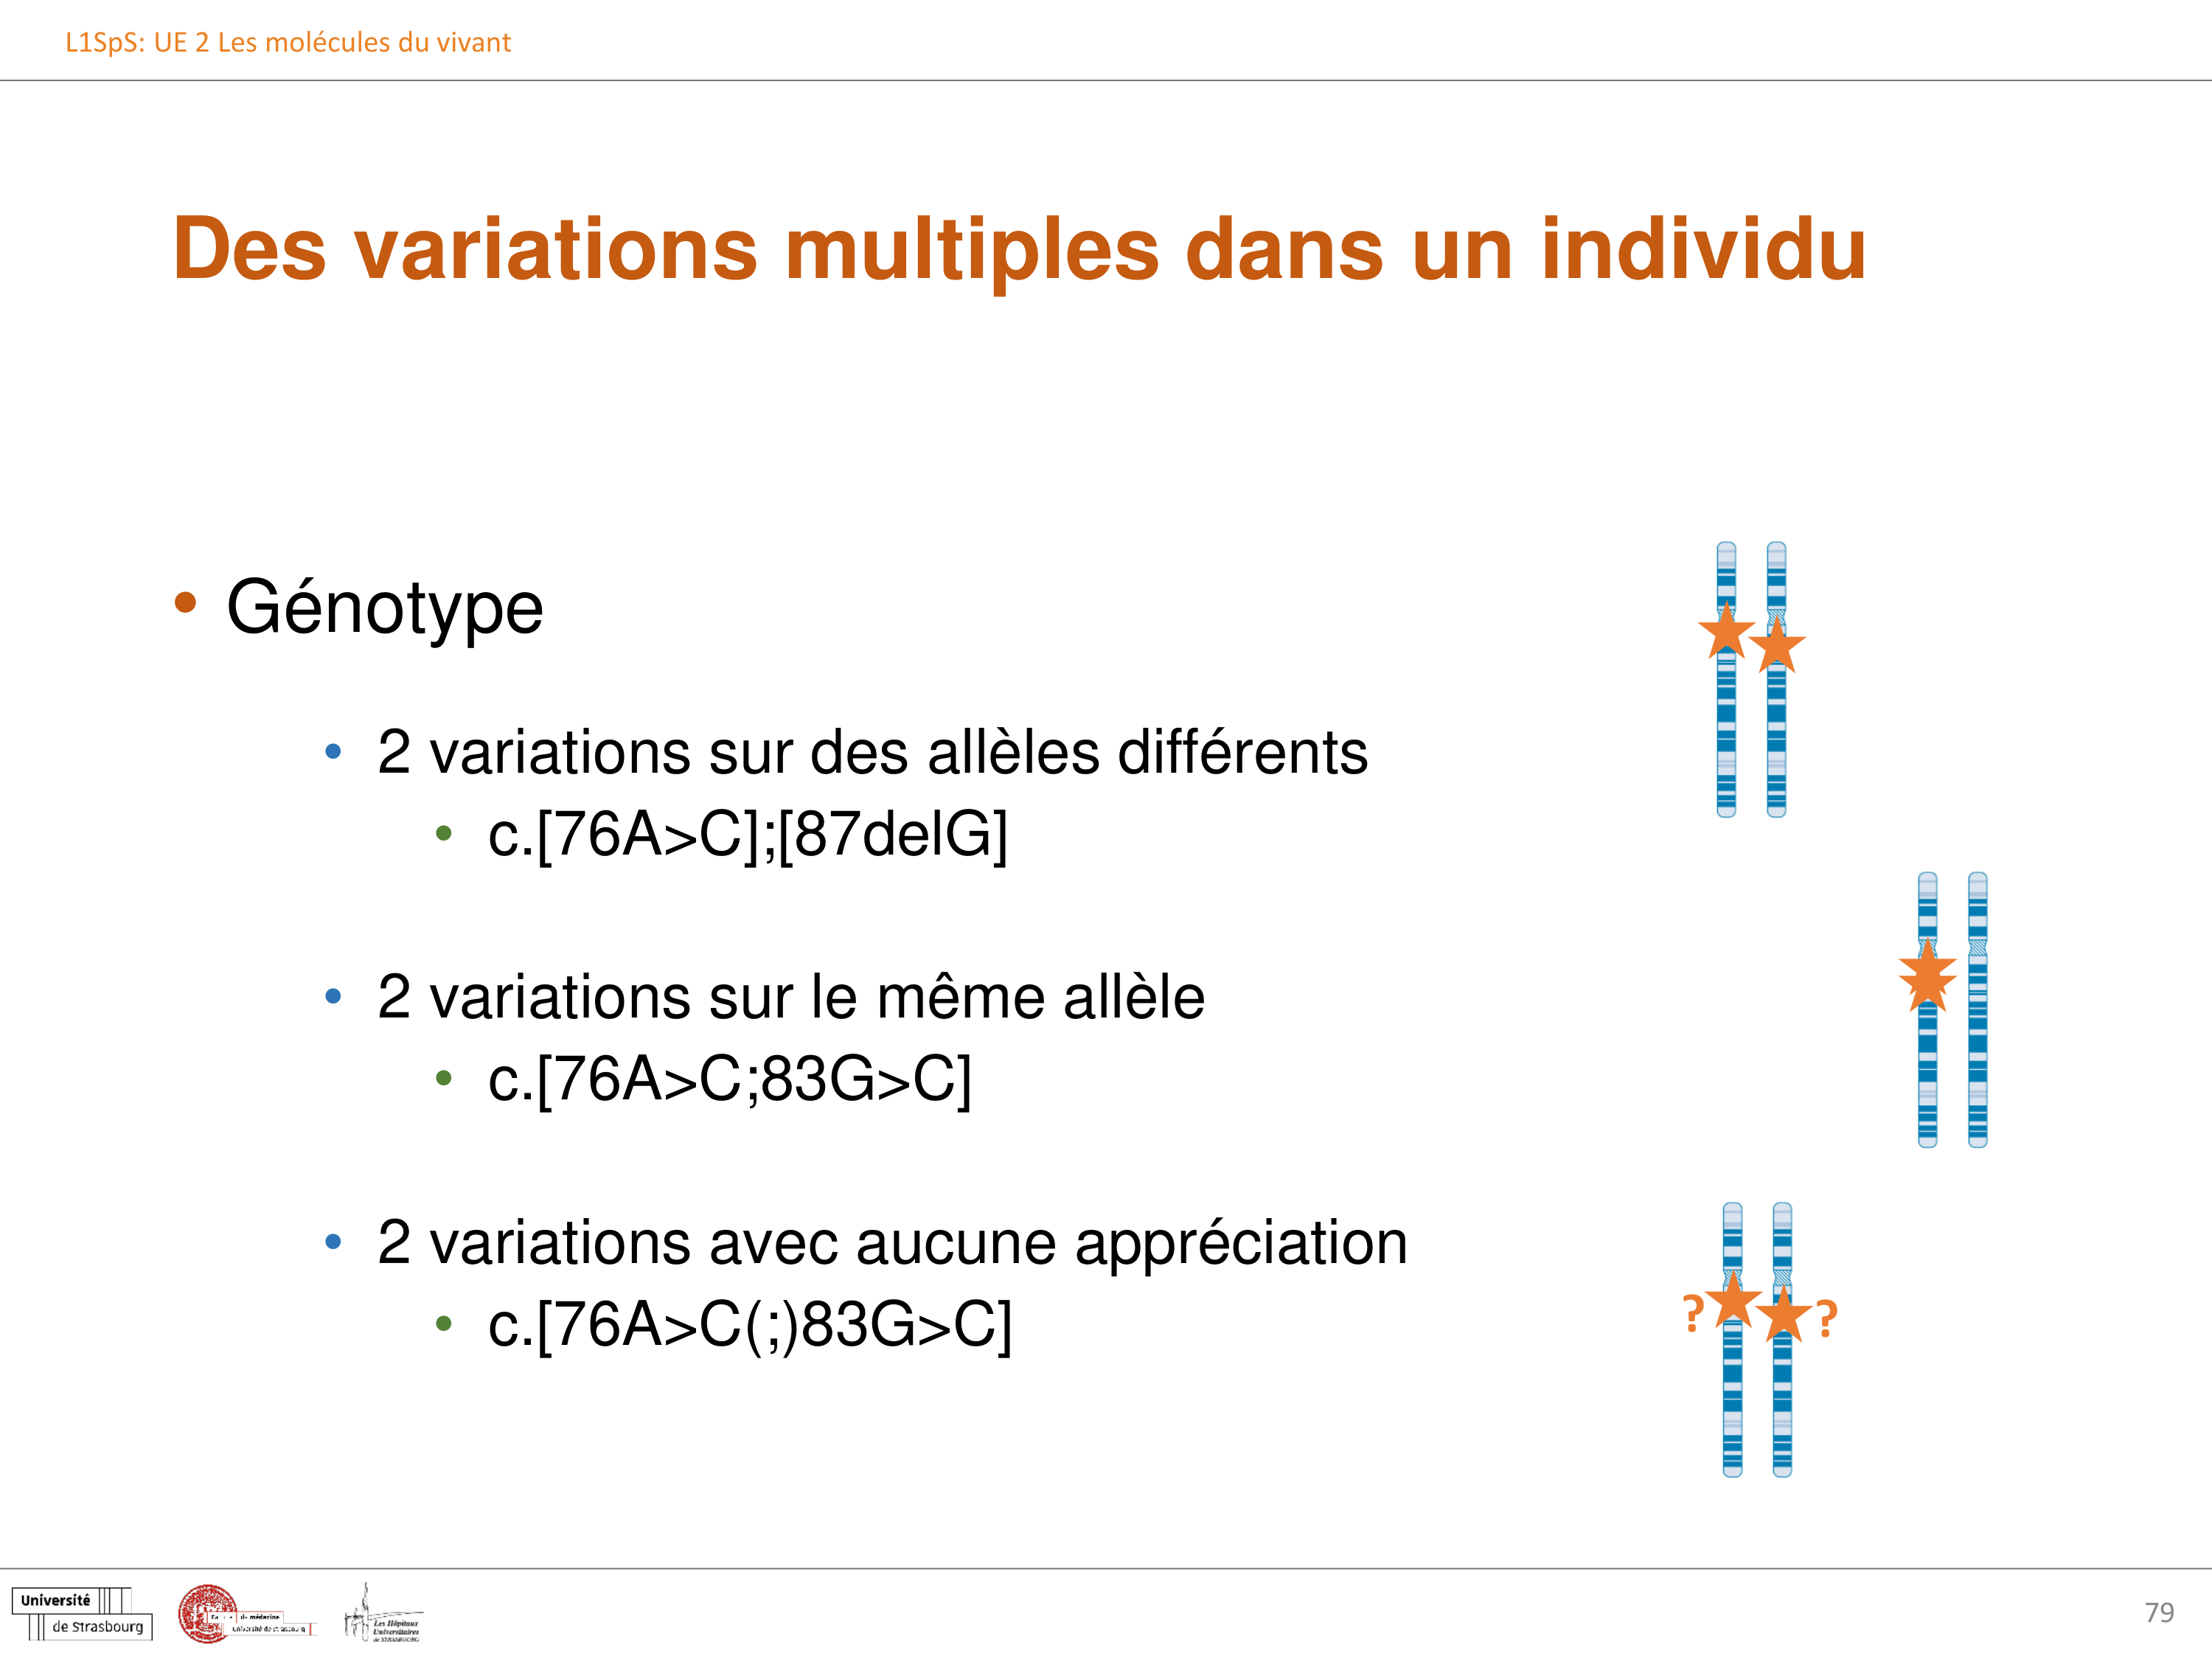 L1SpS: UE 2 Les molécules du vivant
Des variations multiples dans un individu
• Génotype
• 2 variations sur des allèles différents
• c.[76A>C];[87delG]
• 2 variations sur le même allèle
• c.[76A>C;83G>C]
• 2 variations avec aucune appréciation
• c.[76A>C(;)83G>C]
? ?
Université
de Strasbourg
de médecine
Université de Strasbourg
Les Hôpitaux
Universitaires
de STRASBOURG
79